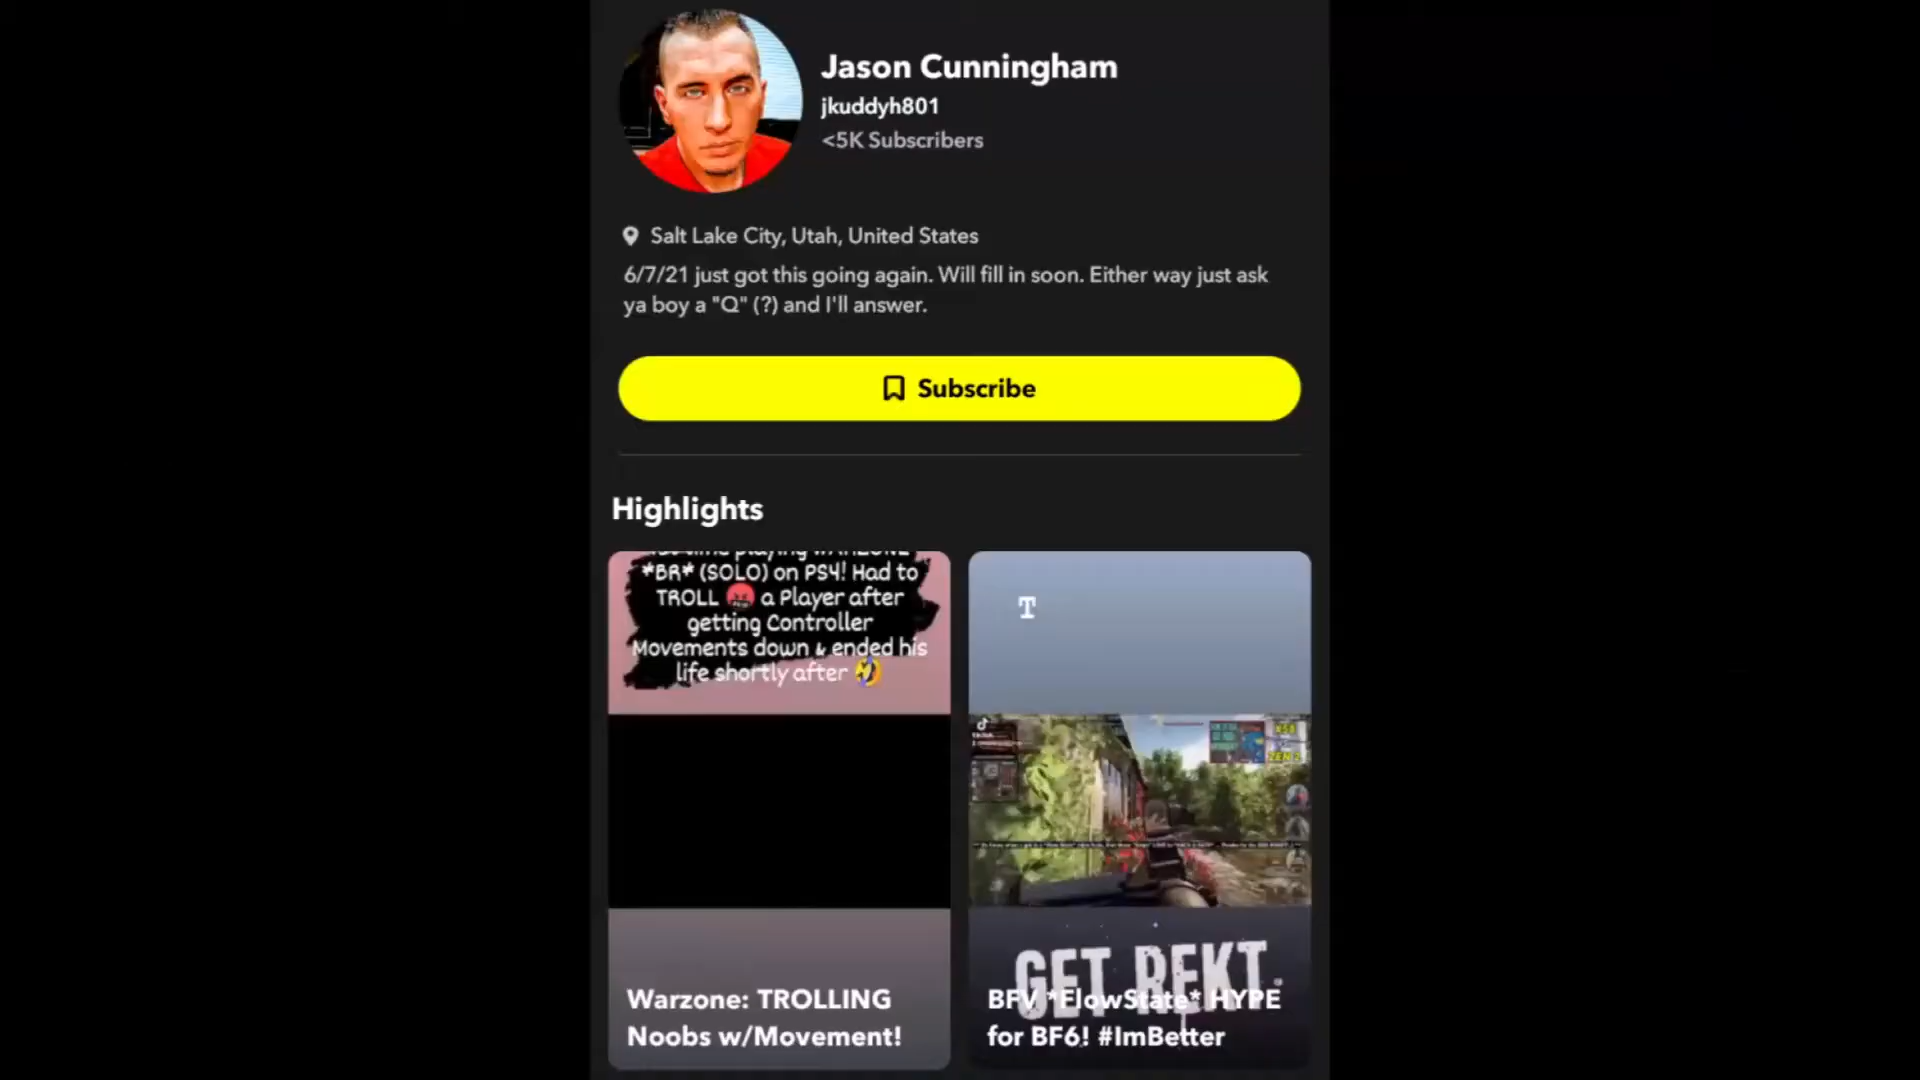 Jason Cunningham
jkuddyh801
<5K Subscribers
Salt Lake City, Utah, United States
6/7/21 just got this going again. Will fill in soon. Either way just ask
ya boy a "Q" (?) and I'll answer.
Subscribe
Highlights
*BR* (SOLO) on PS4! Had to
TROLL 🤬 a Player after
getting Controller
Movements down & ended his
life shortly after 🤣
Warzone: TROLLING
Noobs w/Movement!
T
GET REKT.
BFV *FlowState* HYPE
for BF6! #ImBetter